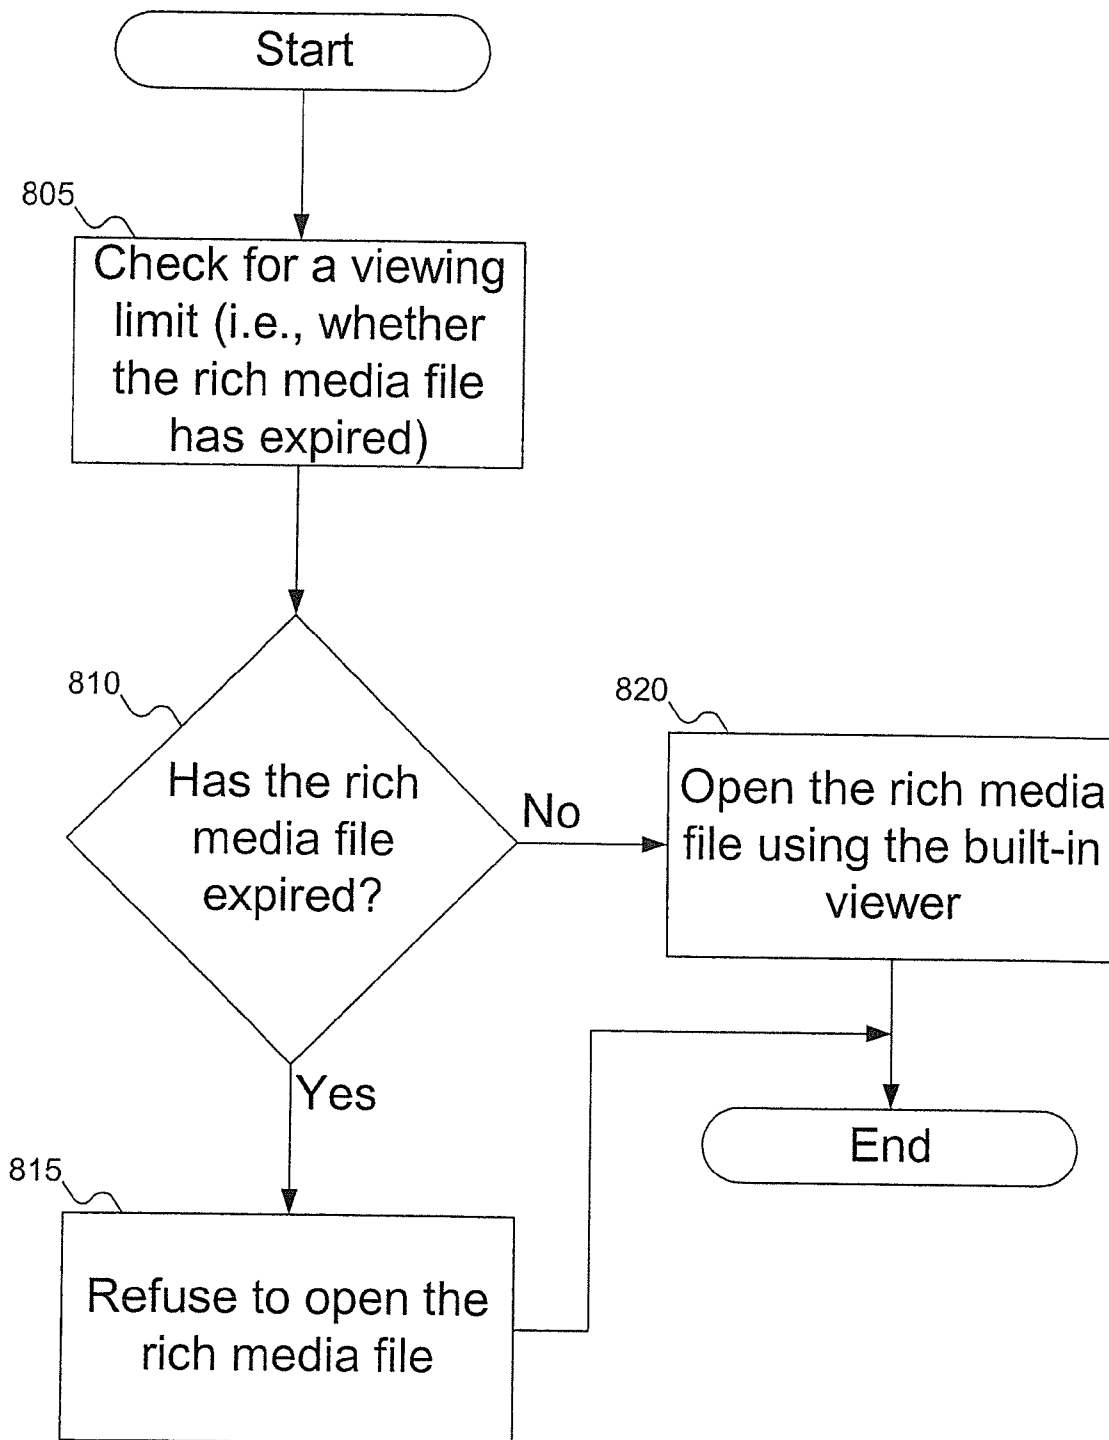 Start
805
Check for a viewing
limit (i.e., whether
the rich media file
has expired)
810
Has the rich
media file
expired?
No
820
Open the rich media
file using the built-in
viewer
Yes
End
815
Refuse to open the
rich media file